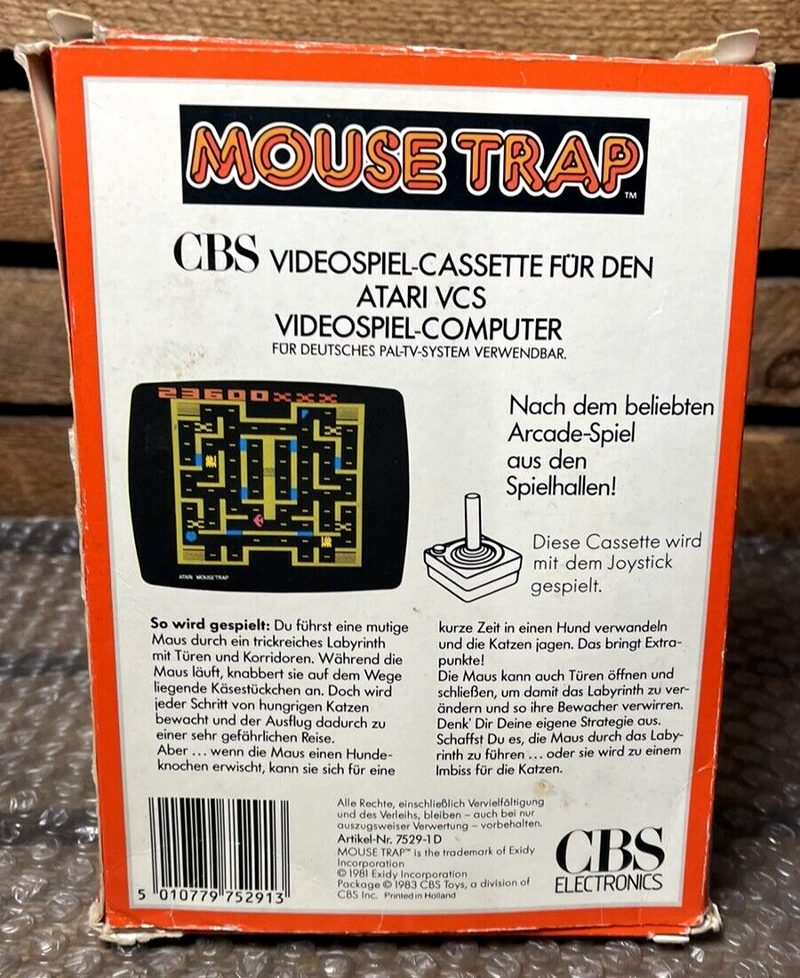 MOUSE TRAP™
CBS VIDEOSPIEL-CASSETTE FÜR DEN
ATARI VCS
VIDEOSPIEL-COMPUTER
FÜR DEUTSCHES PAL-TV-SYSTEM VERWENDBAR.
23600xxx
ATARI MOUSETRAP
Nach dem beliebten
Arcade-Spiel
aus den
Spielhallen!
Diese Cassette wird
mit dem Joystick
gespielt.
So wird gespielt: Du führst eine mutige
Maus durch ein trickreiches Labyrinth
mit Türen und Korridoren. Während die
Maus läuft, knabbert sie auf dem Wege
liegende Käsestückchen an. Doch wird
jeder Schritt von hungrigen Katzen
bewacht und der Ausflug dadurch zu
einer sehr gefährlichen Reise.
Aber ... wenn die Maus einen Hunde-
knochen erwischt, kann sie sich für eine
kurze Zeit in einen Hund verwandeln
und die Katzen jagen. Das bringt Extra-
punkte!
Die Maus kann auch Türen öffnen und
schließen, um damit das Labyrinth zu ver-
ändern und so ihre Bewacher verwirren.
Denk' Dir Deine eigene Strategie aus.
Schaffst Du es, die Maus durch das Laby-
rinth zu führen ... oder sie wird zu einem
Imbiss für die Katzen.
5 010779 752913
Alle Rechte, einschließlich Vervielfältigung
und des Verleihs, bleiben – auch bei nur
auszugsweiser Verwertung – vorbehalten.
Artikel-Nr. 7529-1D
MOUSE TRAP™ is the trademark of Exidy
Incorporation
© 1981 Exidy Incorporation
Package © 1983 CBS Toys, a division of
CBS Inc. Printed in Holland
CBS
ELECTRONICS